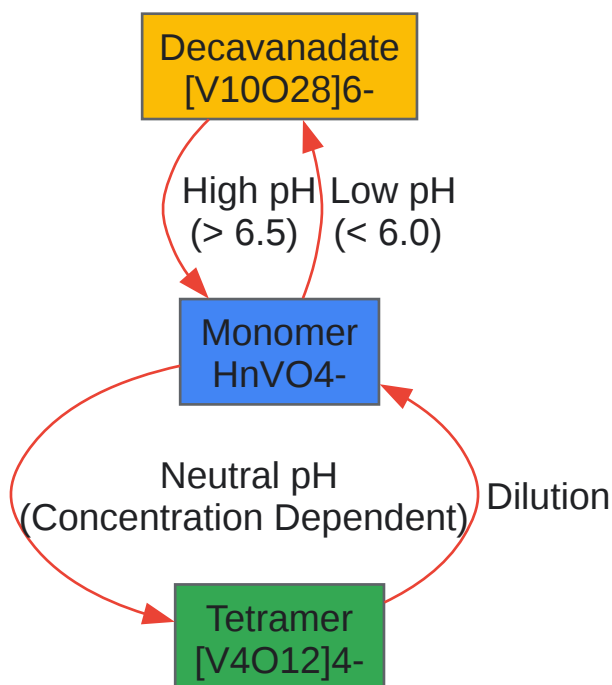 Decavanadate
[V10O28]6-
High pH
(> 6.5)
Low pH
(< 6.0)
Monomer
HnVO4-
Neutral pH
(Concentration Dependent)
Dilution
Tetramer
[V4O12]4-